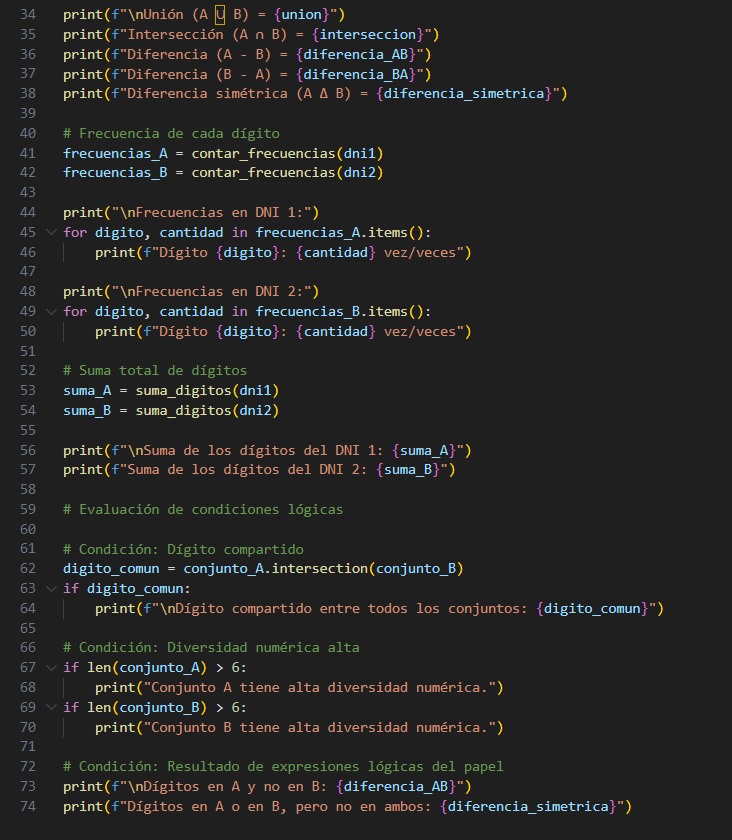 34 print(f"\nUnión (A ∪ B) = {union}")
35 print(f"Intersección (A ∩ B) = {interseccion}")
36 print(f"Diferencia (A - B) = {diferencia_AB}")
37 print(f"Diferencia (B - A) = {diferencia_BA}")
38 print(f"Diferencia simétrica (A Δ B) = {diferencia_simetrica}")
39
40 # Frecuencia de cada dígito
41 frecuencias_A = contar_frecuencias(dni1)
42 frecuencias_B = contar_frecuencias(dni2)
43
44 print("\nFrecuencias en DNI 1:")
45 for digito, cantidad in frecuencias_A.items():
46     print(f"Dígito {digito}: {cantidad} vez/veces")
47
48 print("\nFrecuencias en DNI 2:")
49 for digito, cantidad in frecuencias_B.items():
50     print(f"Dígito {digito}: {cantidad} vez/veces")
51
52 # Suma total de dígitos
53 suma_A = suma_digitos(dni1)
54 suma_B = suma_digitos(dni2)
55
56 print(f"\nSuma de los dígitos del DNI 1: {suma_A}")
57 print(f"Suma de los dígitos del DNI 2: {suma_B}")
58
59 # Evaluación de condiciones lógicas
60
61 # Condición: Dígito compartido
62 digito_comun = conjunto_A.intersection(conjunto_B)
63 if digito_comun:
64     print(f"\nDígito compartido entre todos los conjuntos: {digito_comun}")
65
66 # Condición: Diversidad numérica alta
67 if len(conjunto_A) > 6:
68     print("Conjunto A tiene alta diversidad numérica.")
69 if len(conjunto_B) > 6:
70     print("Conjunto B tiene alta diversidad numérica.")
71
72 # Condición: Resultado de expresiones lógicas del papel
73 print(f"\nDígitos en A y no en B: {diferencia_AB}")
74 print(f"Dígitos en A o en B, pero no en ambos: {diferencia_simetrica}")